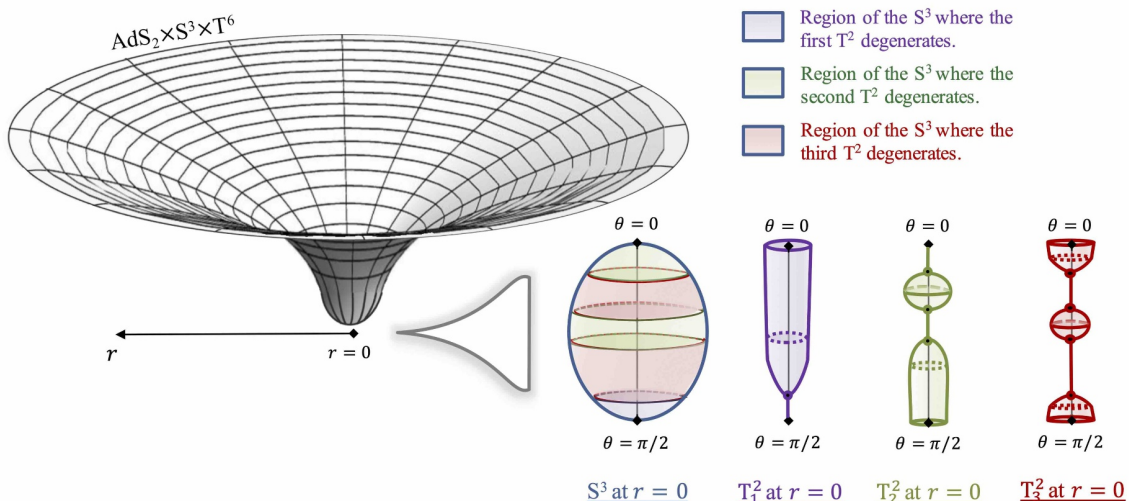 AdS₂×S³×T⁶
Region of the S³ where the
first T² degenerates.
Region of the S³ where the
second T² degenerates.
Region of the S³ where the
third T² degenerates.
r
r = 0
θ = 0
θ = 0
θ = 0
θ = 0
θ = π/2
θ = π/2
θ = π/2
θ = π/2
S³ at r = 0
T₁² at r = 0
T₂² at r = 0
T₃² at r = 0